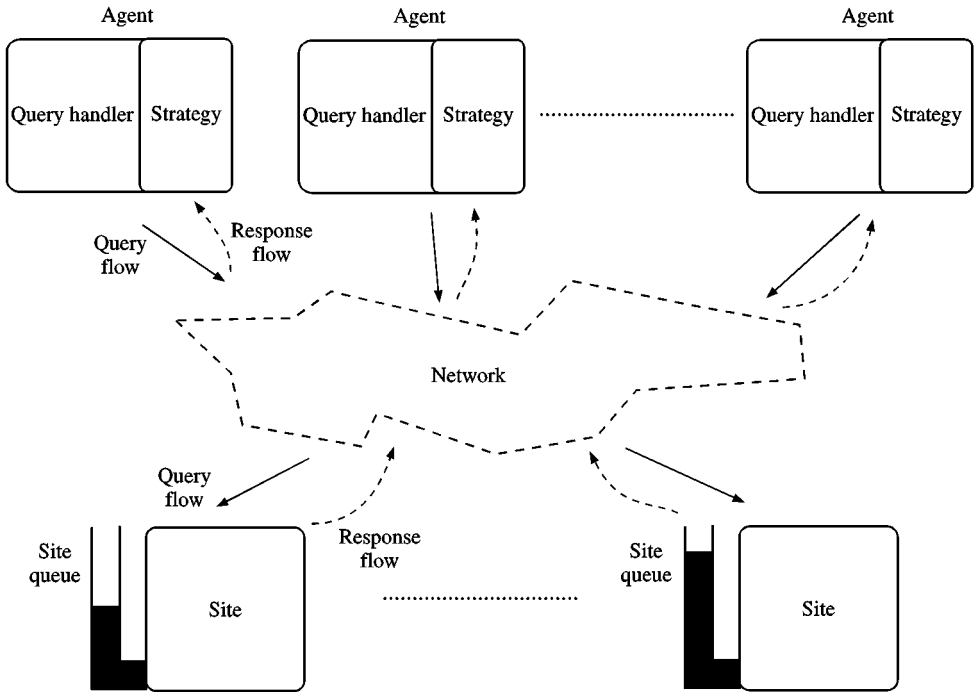 Agent
Agent
Agent
Query handler
Strategy
Query handler
Strategy
Query handler
Strategy
Query
flow
Response
flow
Network
Query
flow
Response
flow
Site
queue
Site
Site
queue
Site